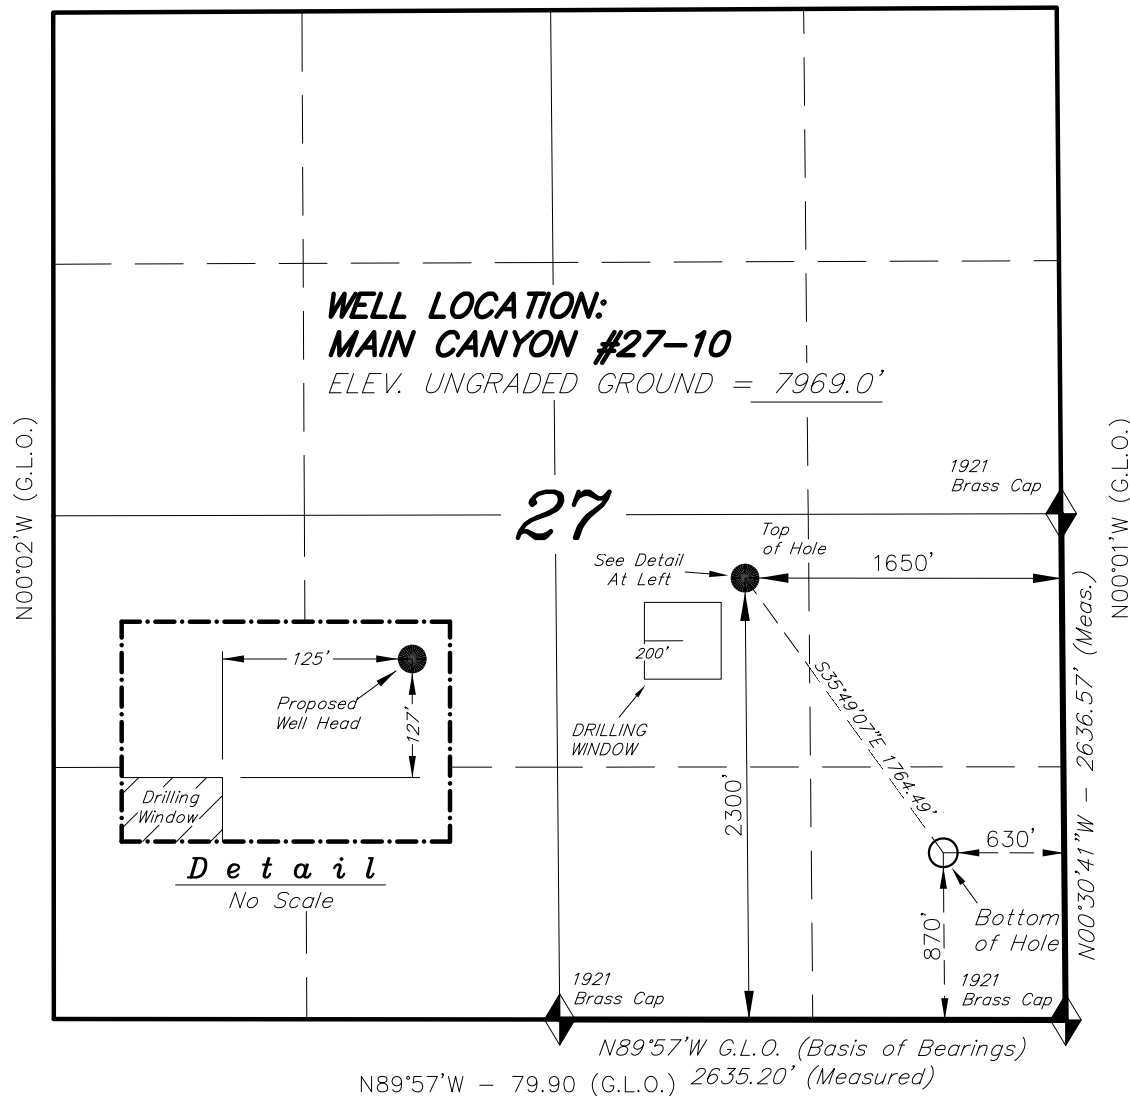 WELL LOCATION:
MAIN CANYON #27-10
ELEV. UNGRADED GROUND = 7969.0'
N00°02'W (G.L.O.)
N00°01'W (G.L.O.)
1921
Brass Cap
27
Top
of Hole
See Detail
At Left
1650'
200'
DRILLING
WINDOW
125'
Proposed
Well Head
127'
Drilling
Window
Detail
No Scale
S35°49'07"E 1764.49'
2300'
N00°30'41"W - 2636.57' (Meas.)
630'
870'
Bottom
of Hole
1921
Brass Cap
1921
Brass Cap
N89°57'W G.L.O. (Basis of Bearings)
2635.20' (Measured)
N89°57'W - 79.90 (G.L.O.)